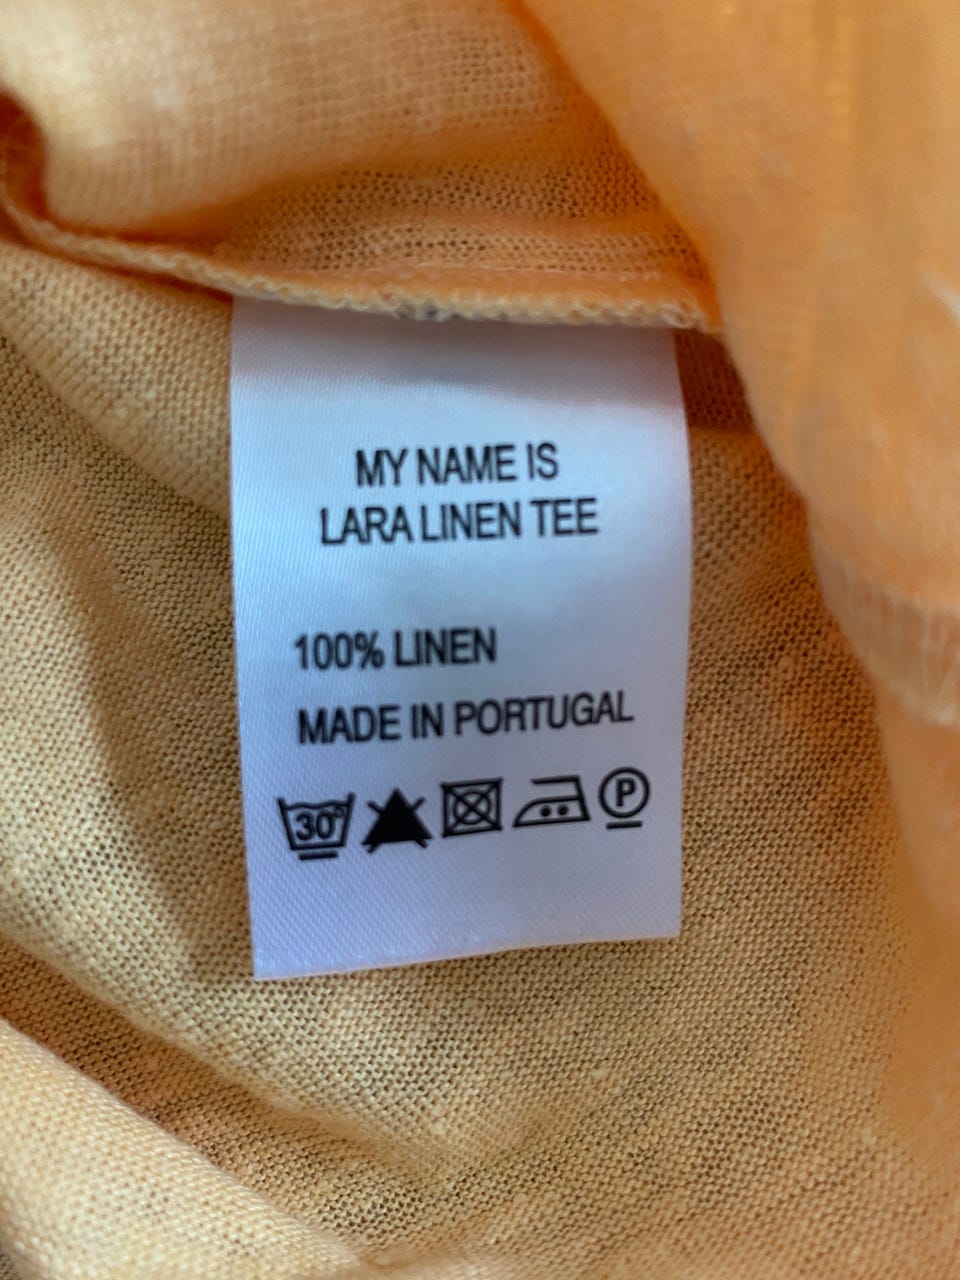 MY NAME IS
LARA LINEN TEE
100% LINEN
MADE IN PORTUGAL
30° P